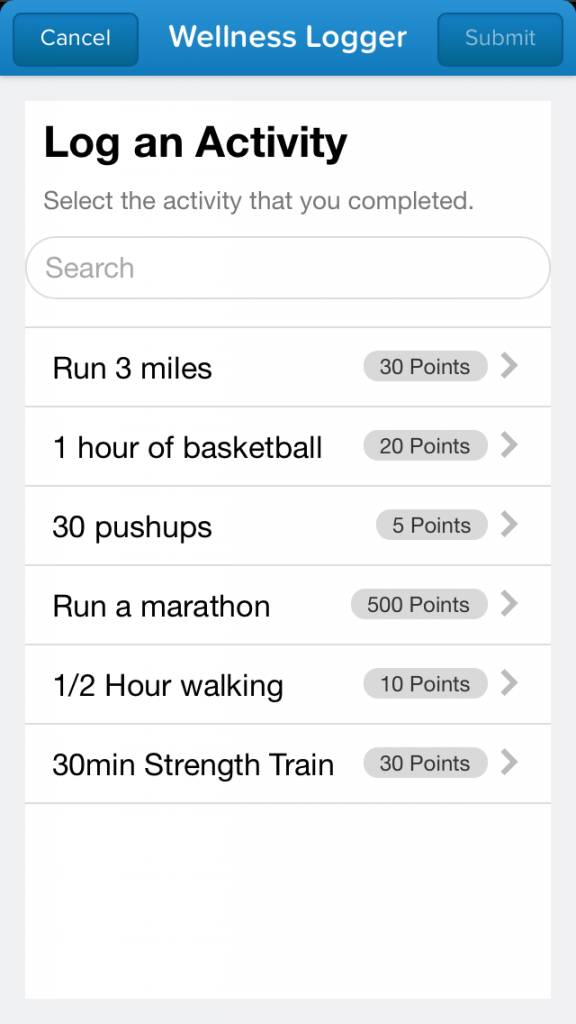 Cancel Wellness Logger Submit
Log an Activity
Select the activity that you completed.
Search
Run 3 miles 30 Points
1 hour of basketball 20 Points
30 pushups 5 Points
Run a marathon 500 Points
1/2 Hour walking 10 Points
30min Strength Train 30 Points